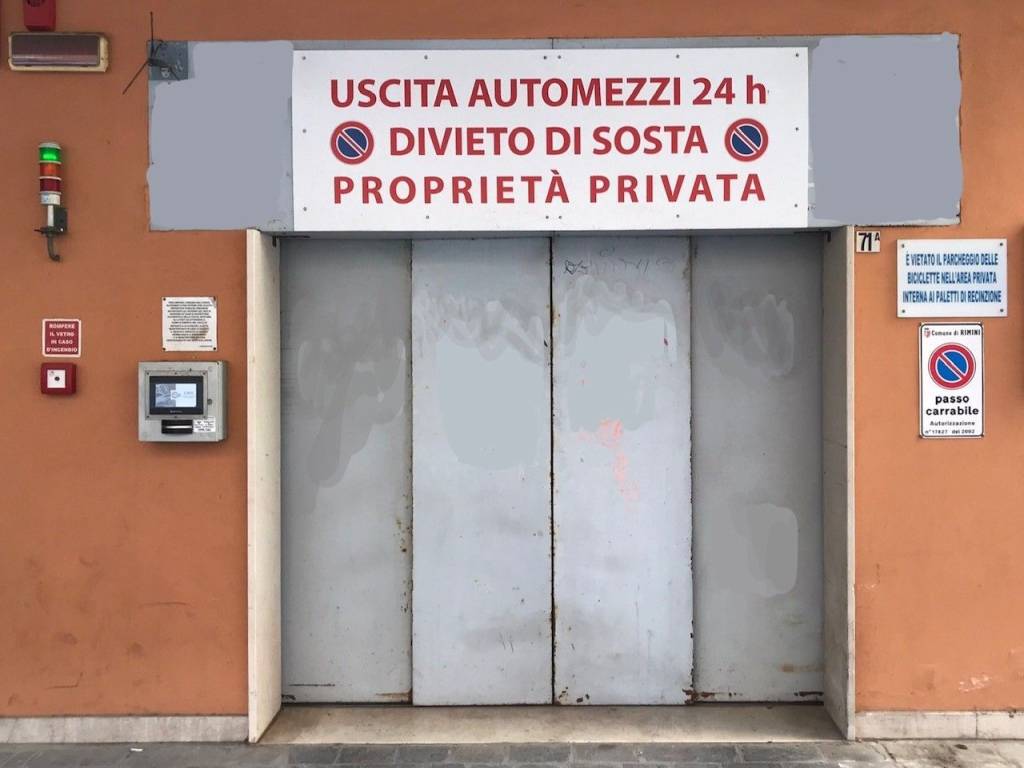 USCITA AUTOMEZZI 24 h
DIVIETO DI SOSTA
PROPRIETÀ PRIVATA
71A
È VIETATO IL PARCHEGGIO DELLE
BICICLETTE NELL'AREA PRIVATA
INTERNA AI PALETTI DI RECINZIONE
ROMPERE
IL VETRO
IN CASO
D'INCENDIO
Comune di RIMINI
passo
carrabile
Autorizzazione